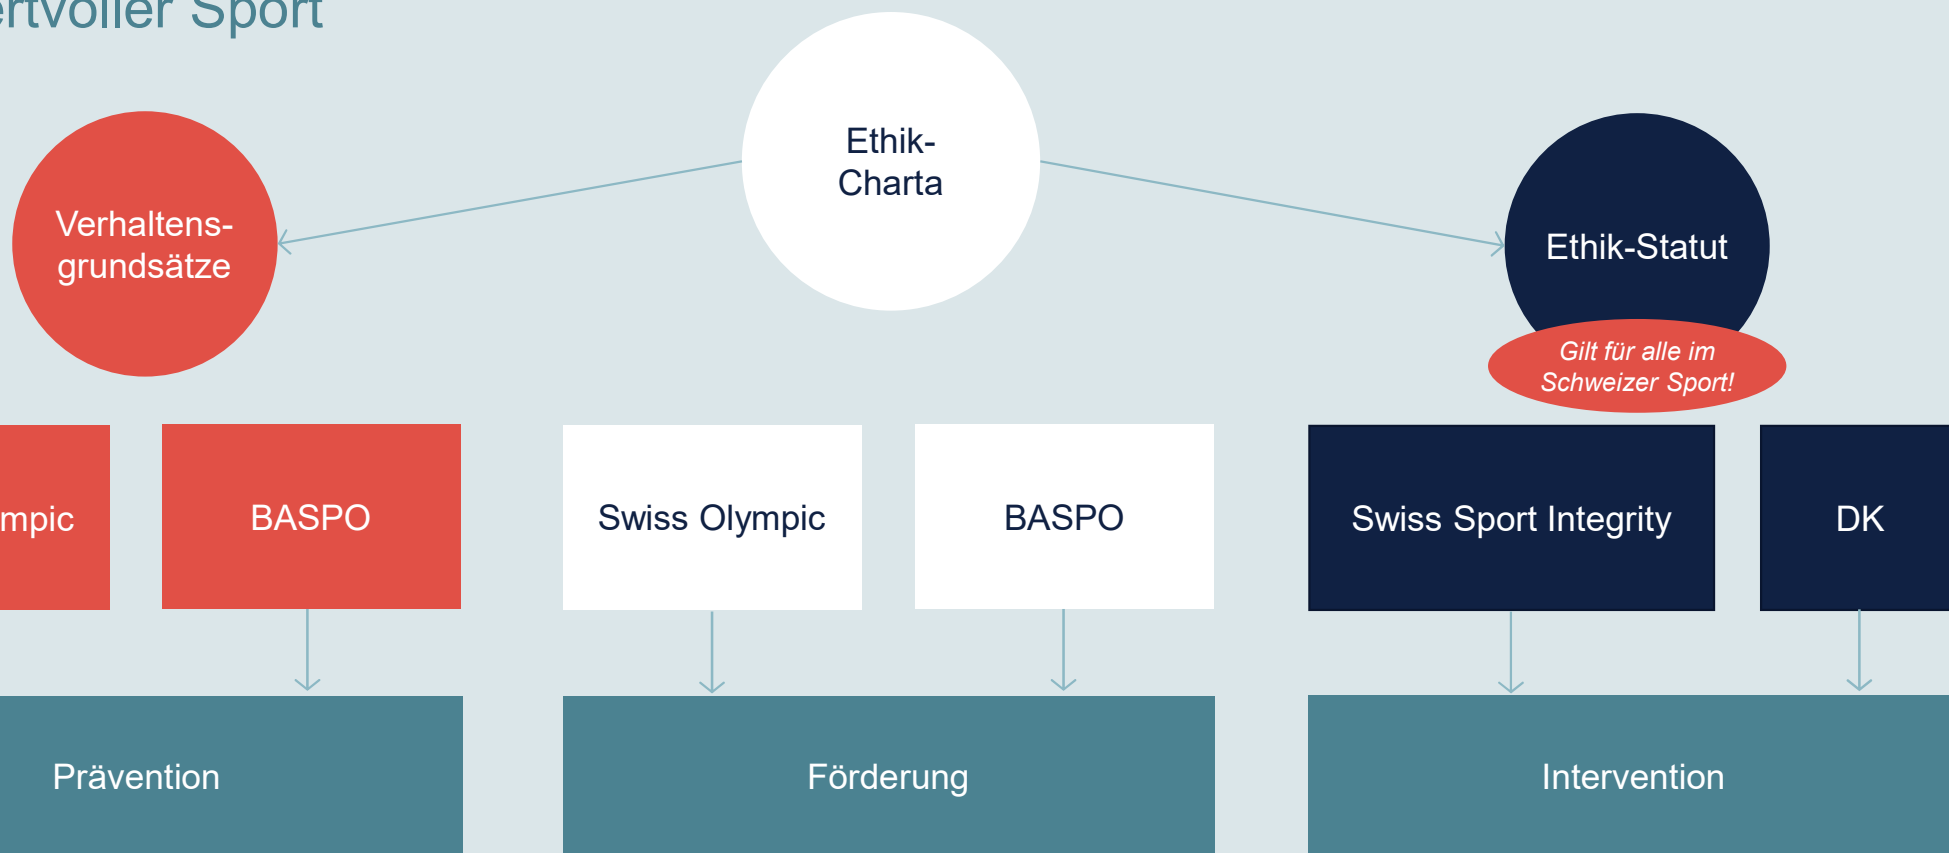 ertvoller Sport
Ethik-
Charta
Verhaltens-
grundsätze
Ethik-Statut
Gilt für alle im
Schweizer Sport!
mpic
BASPO
Swiss Olympic
BASPO
Swiss Sport Integrity
DK
Prävention
Förderung
Intervention